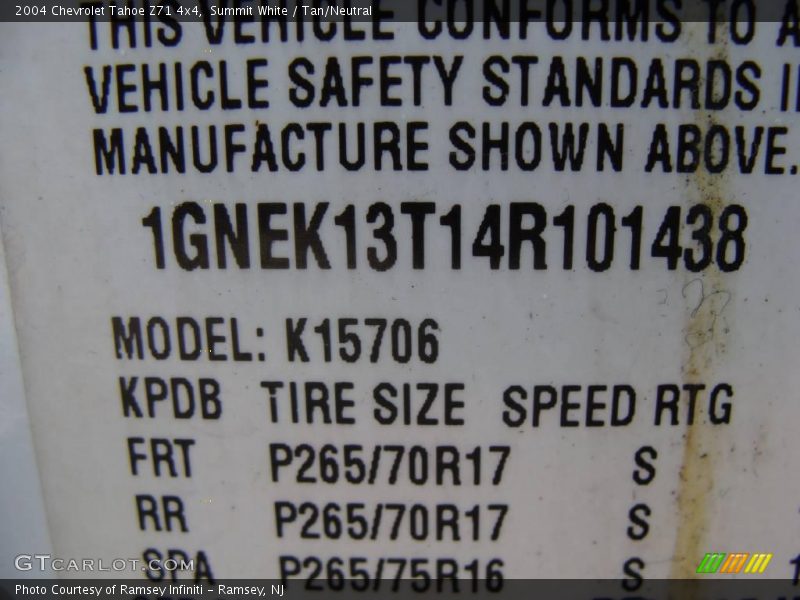 2004 Chevrolet Tahoe Z71 4x4, Summit White / Tan/Neutral
THIS VEHICLE CONFORMS TO A
VEHICLE SAFETY STANDARDS I
MANUFACTURE SHOWN ABOVE.
1GNEK13T14R101438
MODEL: K15706
KPDB TIRE SIZE SPEED RTG
FRT P265/70R17 S
RR P265/70R17 S
SPA P265/75R16 S
GTCARLOT.COM
Photo Courtesy of Ramsey Infiniti - Ramsey, NJ